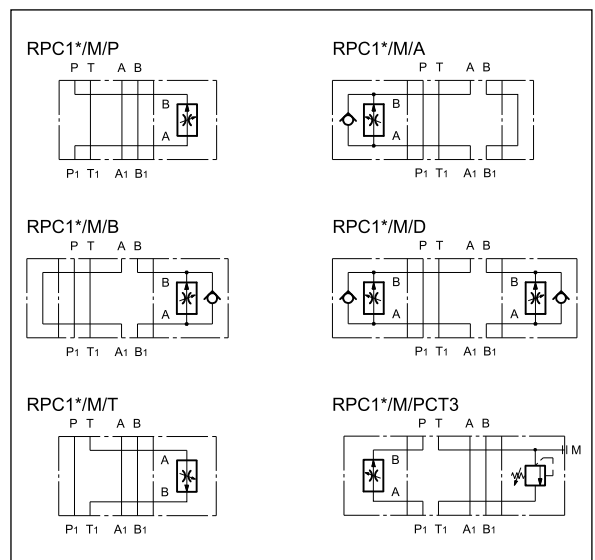 RPC1*/M/P
P T A B
B
A
P1 T1 A1 B1
RPC1*/M/A
P T A B
B
A
P1 T1 A1 B1
RPC1*/M/B
P T A B
B
A
P1 T1 A1 B1
RPC1*/M/D
P T A B
B
A
B
A
P1 T1 A1 B1
RPC1*/M/T
P T A B
A
B
P1 T1 A1 B1
RPC1*/M/PCT3
P T A B
M
B
A
P1 T1 A1 B1